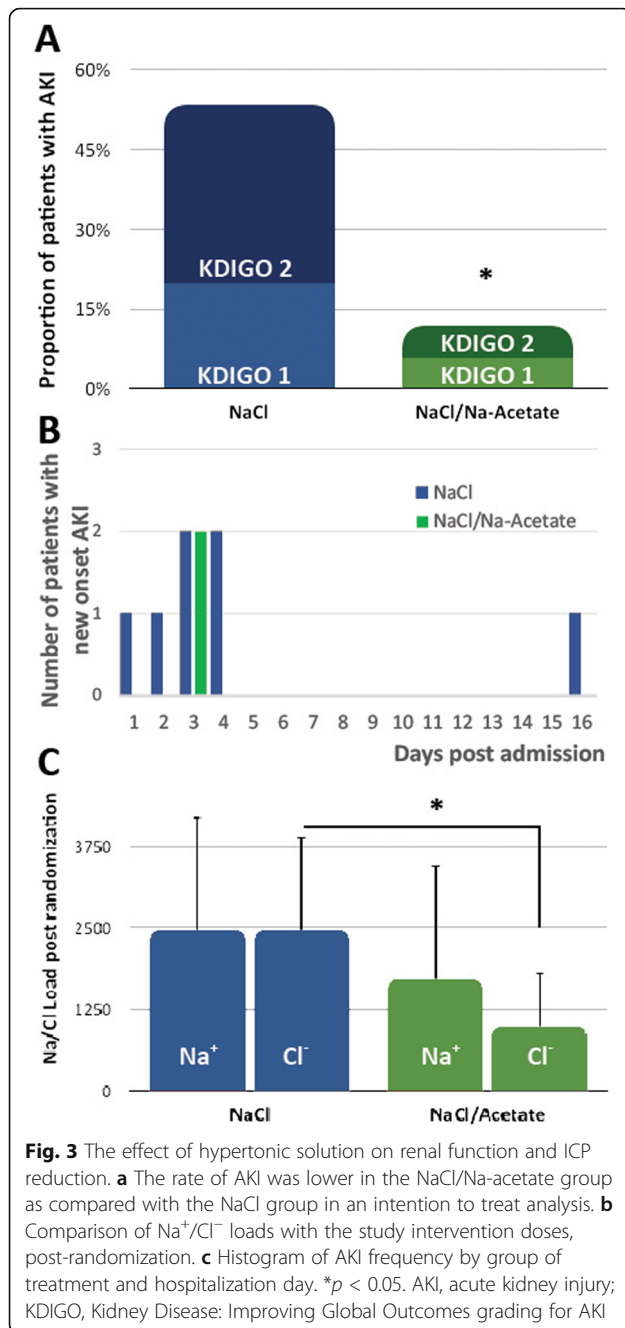 A
Proportion of patients with AKI
60%
45%
30%
15%
0%
KDIGO 2
KDIGO 1
*
KDIGO 2
KDIGO 1
NaCl
NaCl/Na-Acetate
B
Number of patients with
new onset AKI
3
2
1
0
NaCl
NaCl/Na-Acetate
1 2 3 4 5 6 7 8 9 10 11 12 13 14 15 16
Days post admission
C
Na/Cl Load post randomization
3750
2500
1250
0
*
Na⁺ Cl⁻ Na⁺ Cl⁻
NaCl
NaCl/Acetate
Fig. 3 The effect of hypertonic solution on renal function and ICP
reduction. a The rate of AKI was lower in the NaCl/Na-acetate group
as compared with the NaCl group in an intention to treat analysis. b
Comparison of Na⁺/Cl⁻ loads with the study intervention doses,
post-randomization. c Histogram of AKI frequency by group of
treatment and hospitalization day. *p < 0.05. AKI, acute kidney injury;
KDIGO, Kidney Disease: Improving Global Outcomes grading for AKI